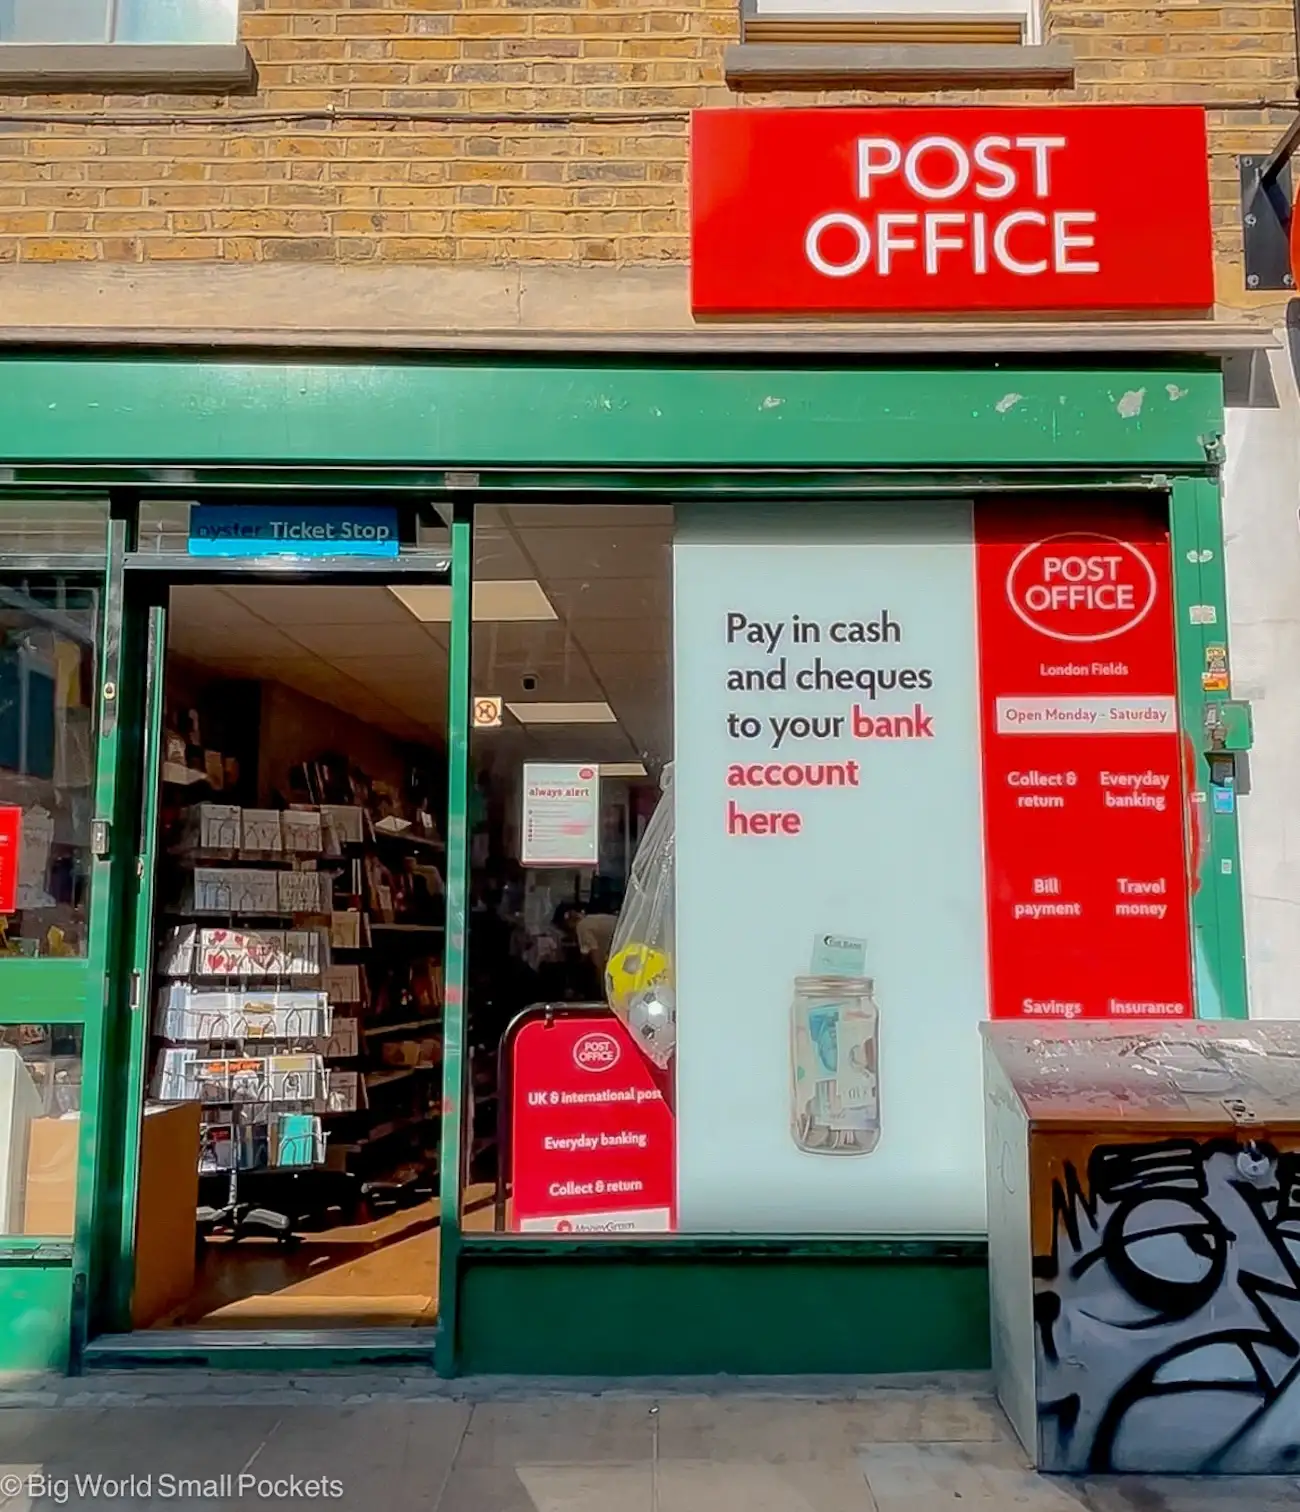 POST
OFFICE
oyster Ticket Stop
Pay in cash
and cheques
to your bank
account
here
POST
OFFICE
London Fields
Open Monday - Saturday
Collect &
return
Everyday
banking
Bill
payment
Travel
money
Savings
Insurance
always alert
POST
OFFICE
UK & international post
Everyday banking
Collect & return
MoneyGram
© Big World Small Pockets